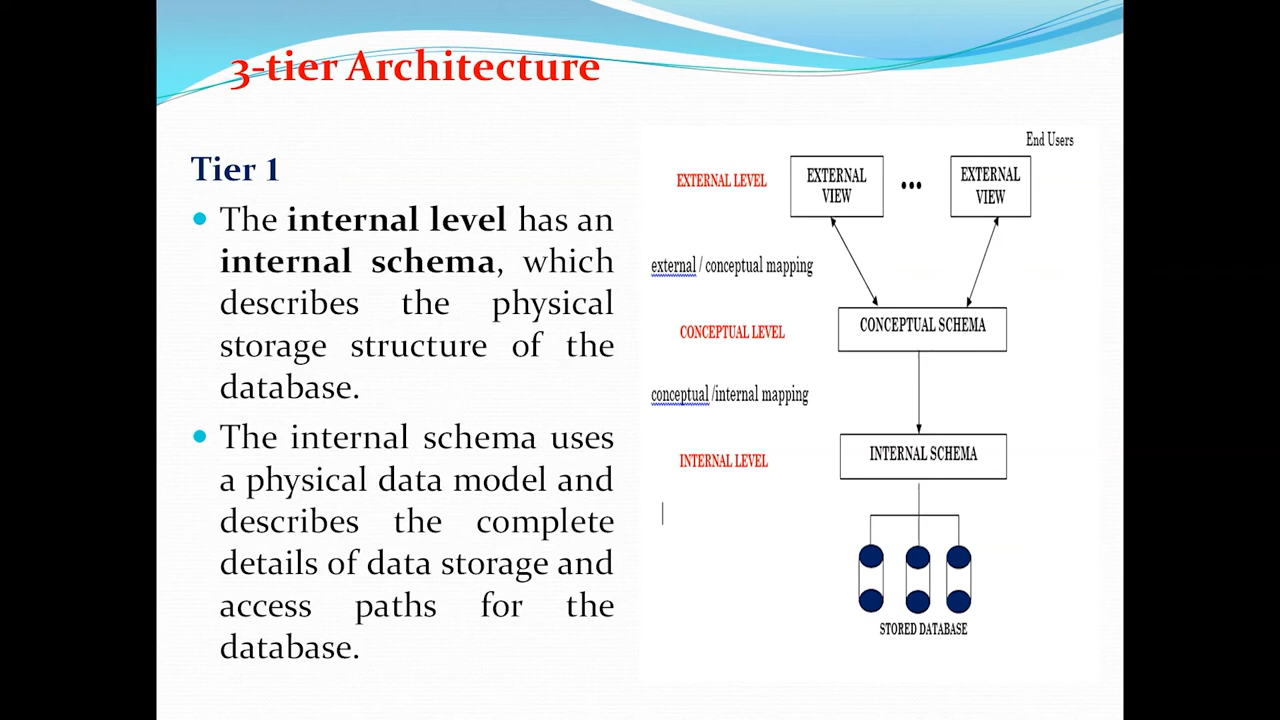 3-tier Architecture
Tier 1
• The internal level has an
internal schema, which
describes the physical
storage structure of the
database.
• The internal schema uses
a physical data model and
describes the complete
details of data storage and
access paths for the
database.
End Users
EXTERNAL LEVEL
EXTERNAL
VIEW
•••
EXTERNAL
VIEW
external / conceptual mapping
CONCEPTUAL LEVEL
CONCEPTUAL SCHEMA
conceptual /internal mapping
INTERNAL LEVEL
INTERNAL SCHEMA
STORED DATABASE